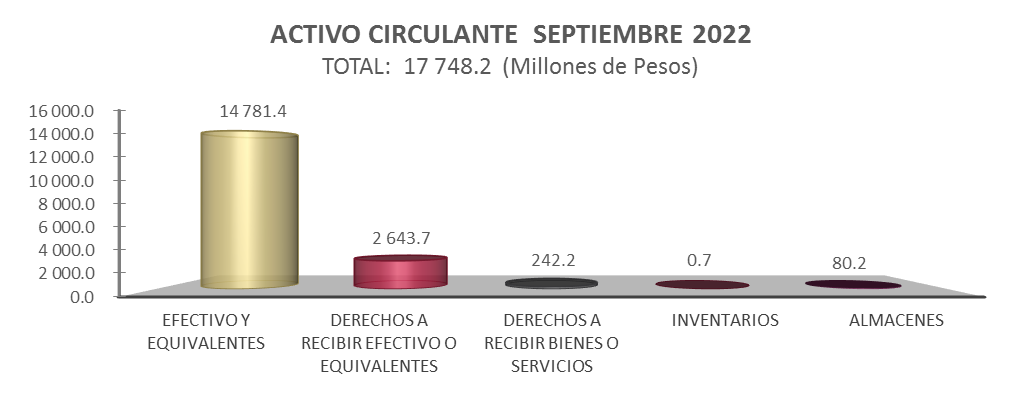 ACTIVO CIRCULANTE  SEPTIEMBRE 2022
TOTAL:  17 748.2  (Millones de Pesos)
16 000.0
14 000.0
12 000.0
10 000.0
8 000.0
6 000.0
4 000.0
2 000.0
0.0
14 781.4
2 643.7
242.2
0.7
80.2
EFECTIVO Y
EQUIVALENTES
DERECHOS A
RECIBIR EFECTIVO O
EQUIVALENTES
DERECHOS A
RECIBIR BIENES O
SERVICIOS
INVENTARIOS
ALMACENES